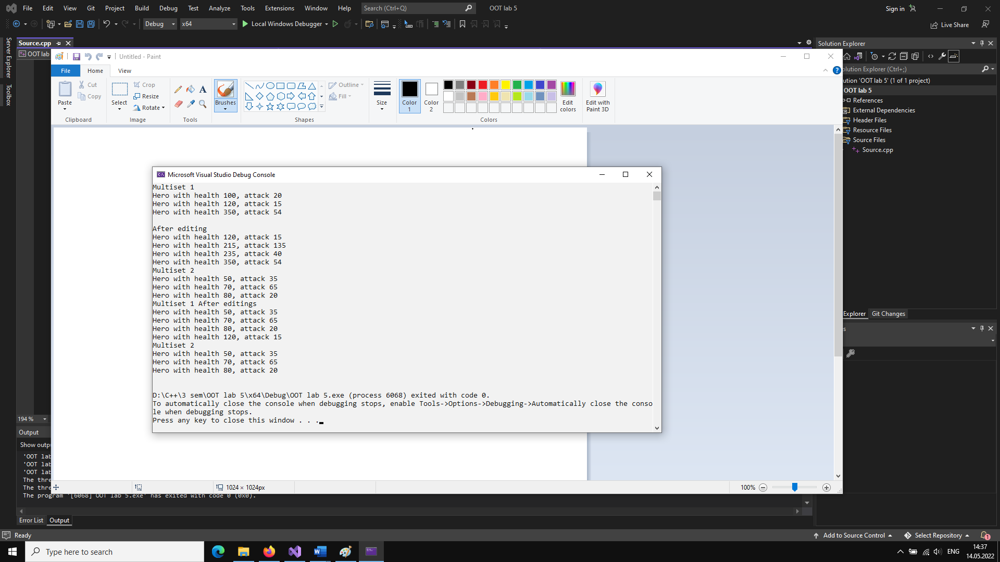 File Edit View Git Project Build Debug Test Analyze Tools Extensions Window Help Search (Ctrl+Q) OOT lab 5 Sign in
Debug x64 Local Windows Debugger Live Share
Server Explorer
Toolbox
Source.cpp
OOT lab
Untitled - Paint
File Home View
Paste Cut Copy
Clipboard
Select Crop Resize Rotate
Image
Tools
Brushes
Outline Fill
Shapes
Size
Color 1
Color 2
Edit colors
Colors
Edit with Paint 3D
Microsoft Visual Studio Debug Console
Multiset 1
Hero with health 100, attack 20
Hero with health 120, attack 15
Hero with health 350, attack 54
After editing
Hero with health 120, attack 15
Hero with health 215, attack 135
Hero with health 235, attack 40
Hero with health 350, attack 54
Multiset 2
Hero with health 50, attack 35
Hero with health 70, attack 65
Hero with health 80, attack 20
Multiset 1 After editings
Hero with health 50, attack 35
Hero with health 70, attack 65
Hero with health 80, attack 20
Hero with health 120, attack 15
Multiset 2
Hero with health 50, attack 35
Hero with health 70, attack 65
Hero with health 80, attack 20
D:\C++\3 sem\OOT lab 5\x64\Debug\OOT lab 5.exe (process 6068) exited with code 0.
To automatically close the console when debugging stops, enable Tools->Options->Debugging->Automatically close the conso
le when debugging stops.
Press any key to close this window . . .
1024 × 1024px 100%
Solution Explorer
olution Explorer (Ctrl+;)
ution 'OOT lab 5' (1 of 1 project)
OOT lab 5
References
External Dependencies
Header Files
Resource Files
Source Files
Source.cpp
Explorer Git Changes
194 %
Output
Show outpu
'OOT lab
'OOT lab
'OOT lab
The thre
The thre
The program '[6068] OOT lab 5.exe' has exited with code 0 (0x0).
Error List Output
Ready Add to Source Control Select Repository 1
Type here to search ENG 14:37
14.05.2022